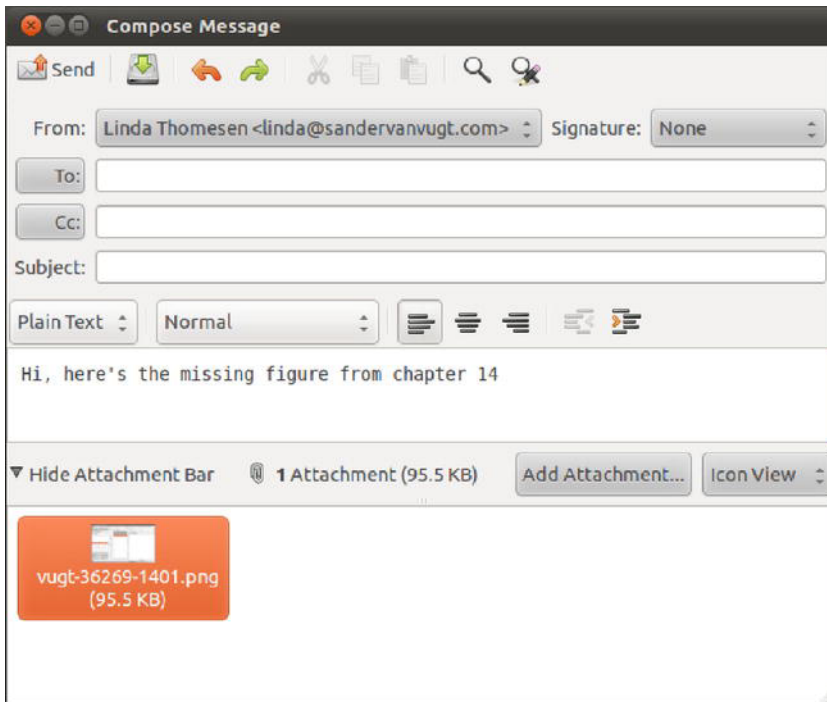 Compose Message
Send
From: Linda Thomesen <linda@sandervanvugt.com> Signature: None
To:
Cc:
Subject:
Plain Text Normal
Hi, here's the missing figure from chapter 14
Hide Attachment Bar 1 Attachment (95.5 KB) Add Attachment... Icon View
vugt-36269-1401.png
(95.5 KB)